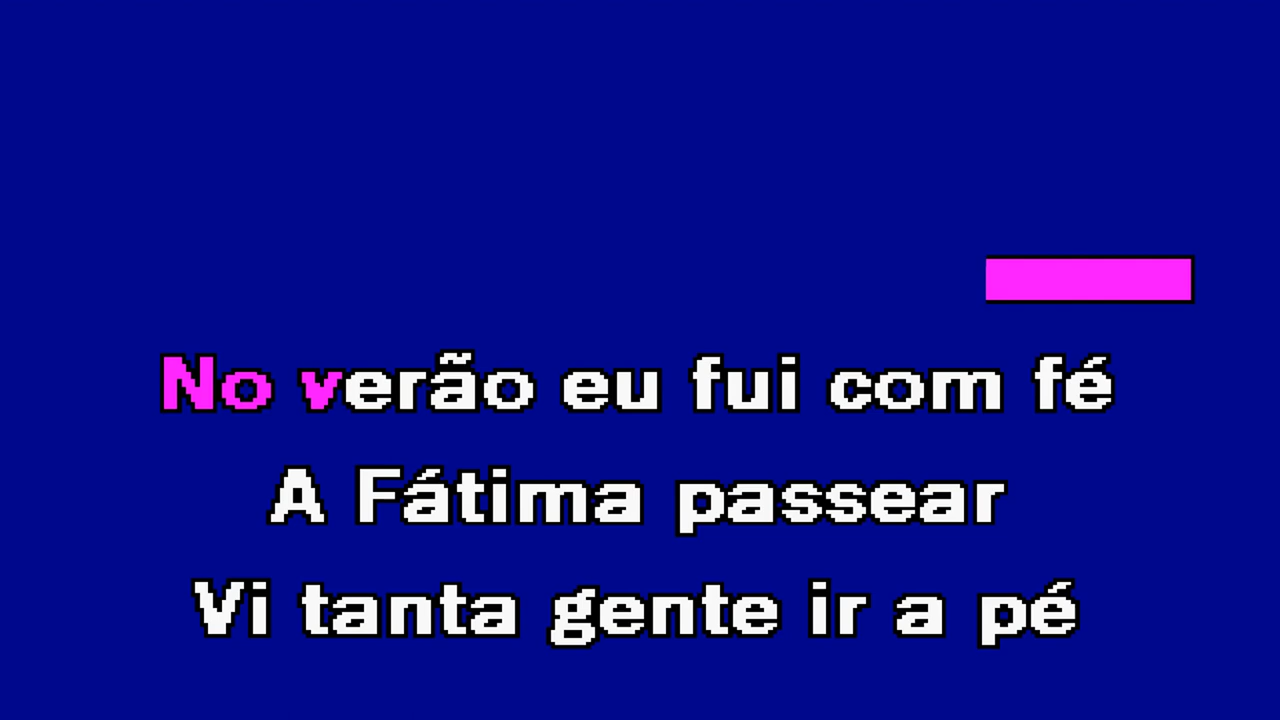 No verão eu fui com fé
A Fátima passear
Vi tanta gente ir a pé